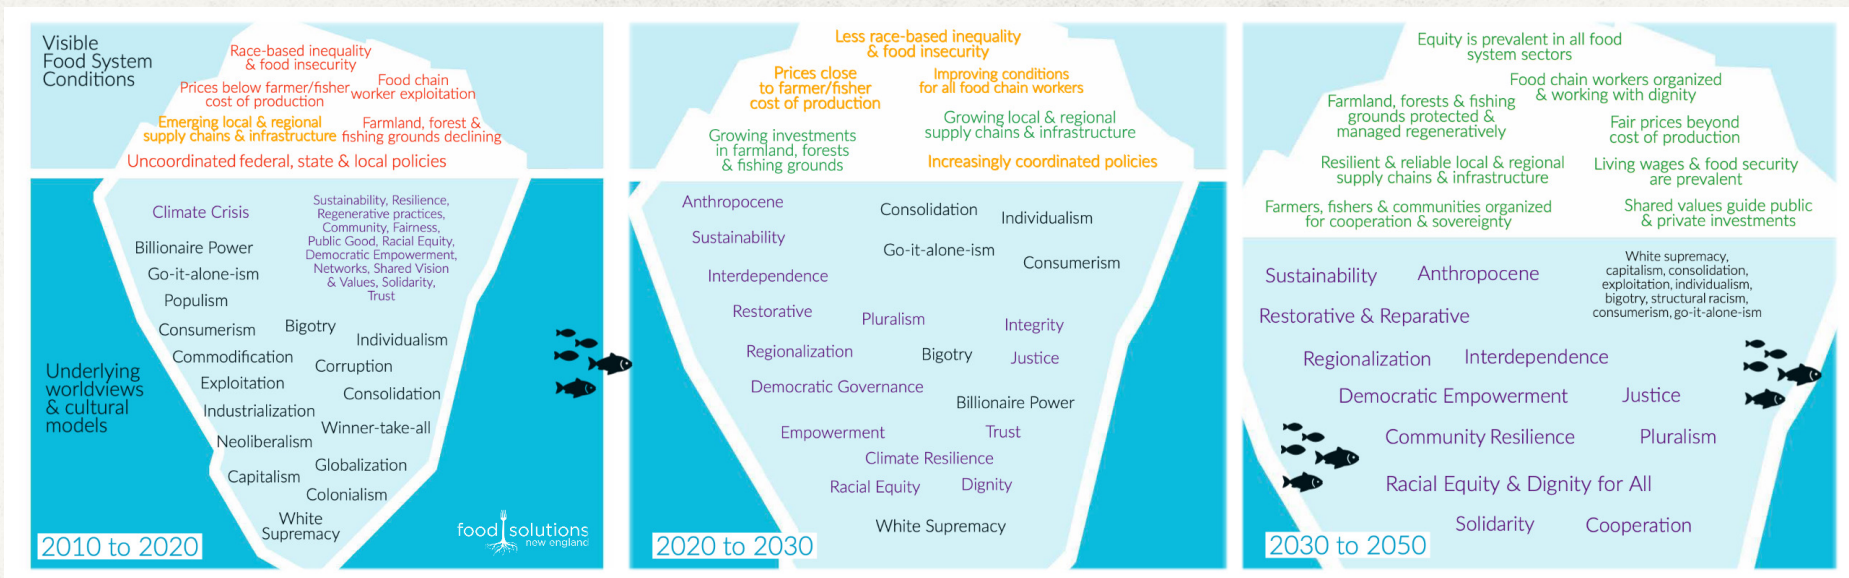 Visible
Food System
Conditions
Race-based inequality
& food insecurity
Prices below farmer/fisher
cost of production
Food chain
worker exploitation
Emerging local & regional
supply chains & infrastructure
Farmland, forest &
fishing grounds declining
Uncoordinated federal, state & local policies
Climate Crisis
Sustainability, Resilience,
Regenerative practices,
Community, Fairness,
Public Good, Racial Equity,
Democratic Empowerment,
Networks, Shared Vision
& Values, Solidarity,
Trust
Billionaire Power
Go-it-alone-ism
Populism
Consumerism
Bigotry
Individualism
Commodification
Corruption
Exploitation
Consolidation
Industrialization
Winner-take-all
Neoliberalism
Globalization
Capitalism
Colonialism
White
Supremacy
Underlying
worldviews
& cultural
models
2010 to 2020
food solutions
new england
Less race-based inequality
& food insecurity
Prices close
to farmer/fisher
cost of production
Improving conditions
for all food chain workers
Growing investments
in farmland, forests
& fishing grounds
Growing local & regional
supply chains & infrastructure
Increasingly coordinated policies
Anthropocene
Consolidation
Individualism
Sustainability
Go-it-alone-ism
Consumerism
Interdependence
Restorative
Pluralism
Integrity
Regionalization
Bigotry
Justice
Democratic Governance
Billionaire Power
Empowerment
Trust
Climate Resilience
Racial Equity
Dignity
White Supremacy
2020 to 2030
Equity is prevalent in all food
system sectors
Food chain workers organized
& working with dignity
Farmland, forests & fishing
grounds protected &
managed regeneratively
Fair prices beyond
cost of production
Resilient & reliable local & regional
supply chains & infrastructure
Living wages & food security
are prevalent
Farmers, fishers & communities organized
for cooperation & sovereignty
Shared values guide public
& private investments
Sustainability
Anthropocene
White supremacy,
capitalism, consolidation,
exploitation, individualism,
bigotry, structural racism,
consumerism, go-it-alone-ism
Restorative & Reparative
Regionalization
Interdependence
Democratic Empowerment
Justice
Community Resilience
Pluralism
Racial Equity & Dignity for All
Solidarity
Cooperation
2030 to 2050